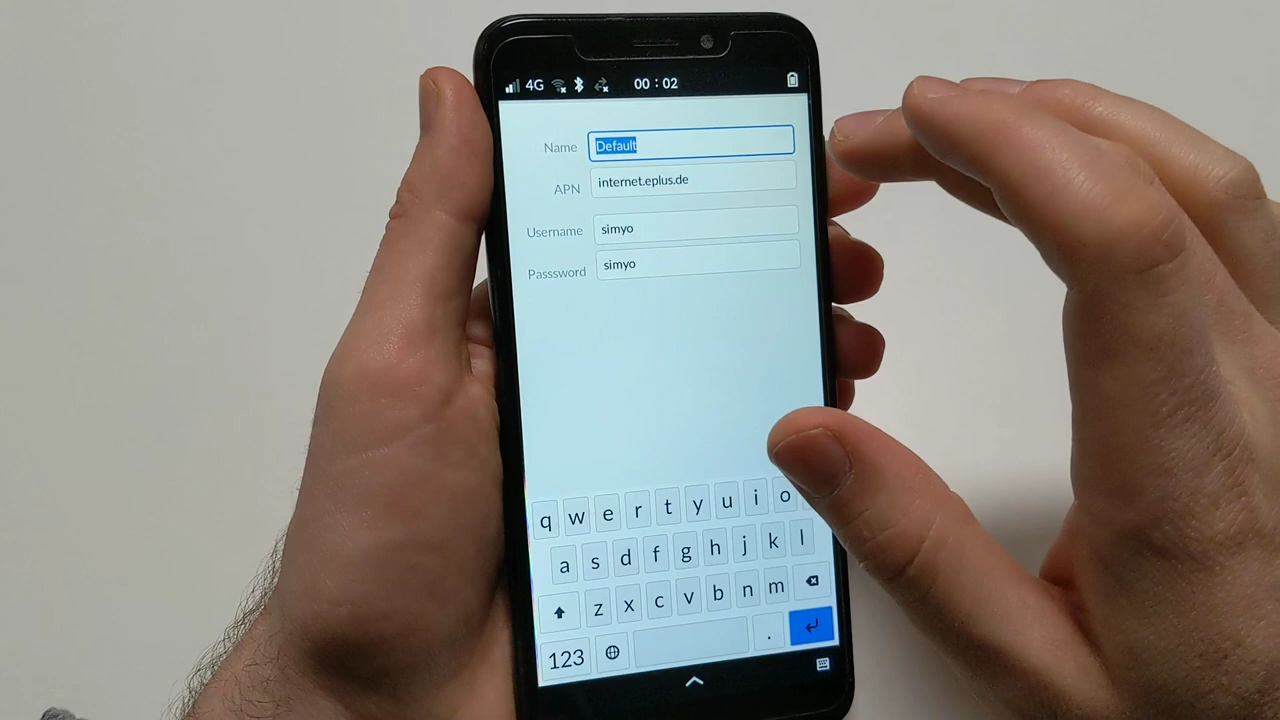 4G 00 : 02
Name Default
APN internet.eplus.de
Username simyo
Passsword simyo
q w e r t y u i o
a s d f g h j k l
z x c v b n m
123 .